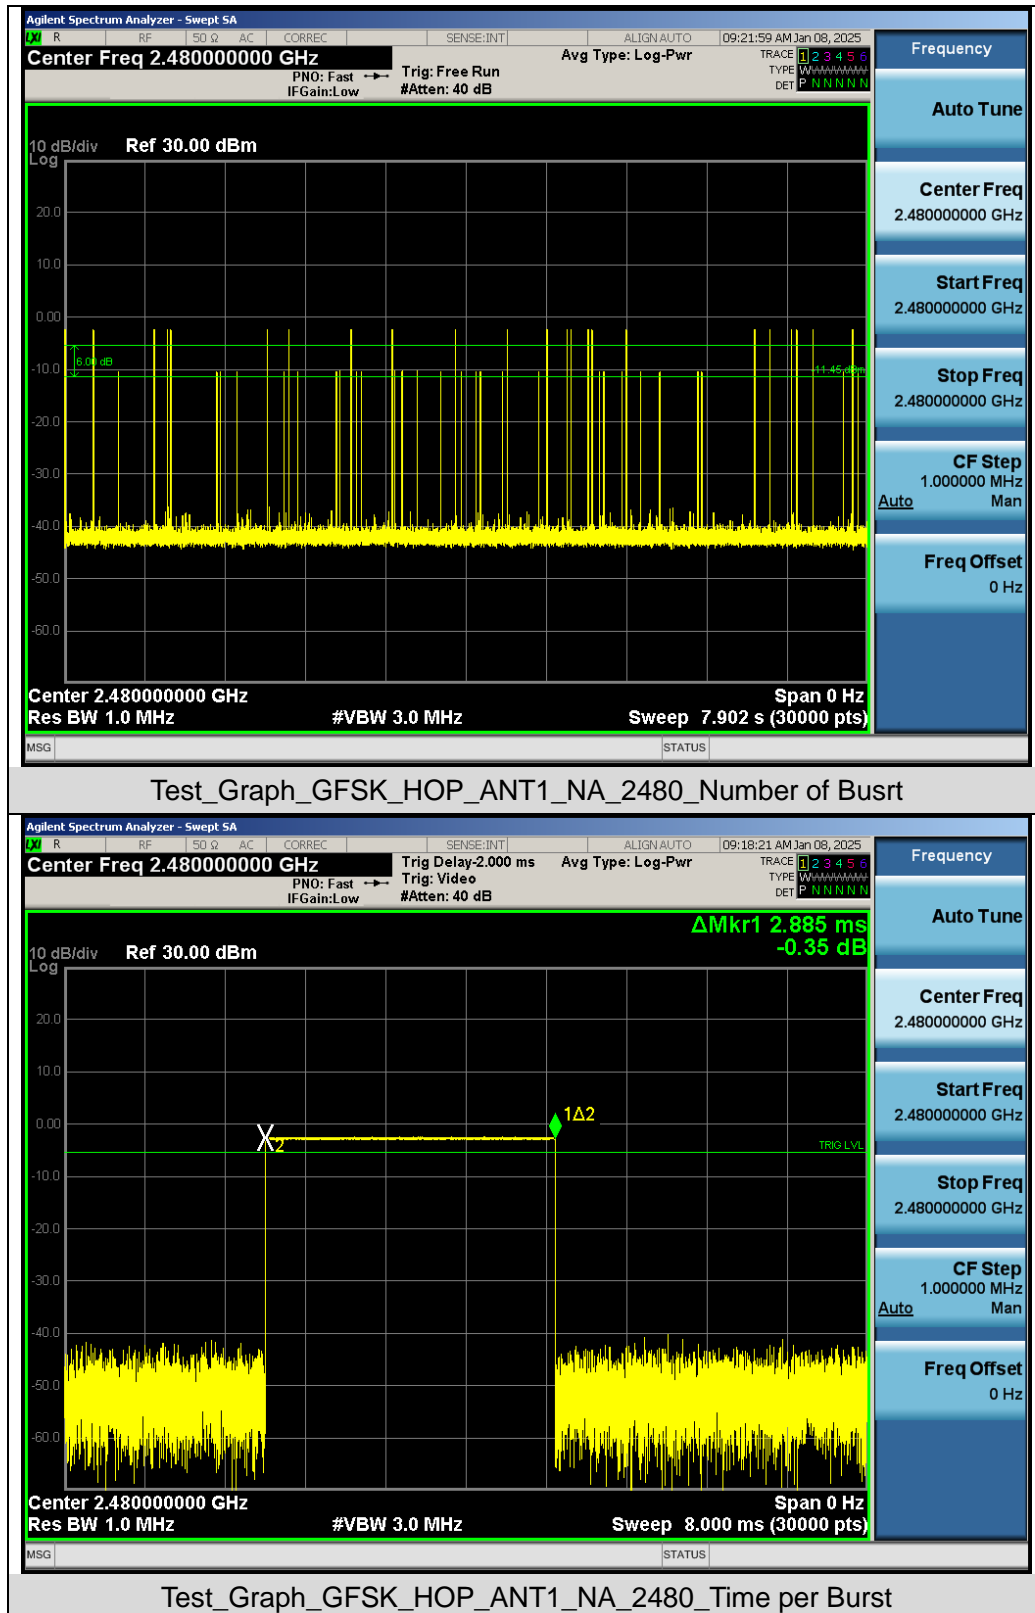 Agilent Spectrum Analyzer - Swept SA
LXI R RF 50 Ω AC CORREC SENSE:INT ALIGN AUTO 09:21:59 AM Jan 08, 2025
Center Freq 2.480000000 GHz
PNO: Fast
IFGain:Low
Trig: Free Run
#Atten: 40 dB
Avg Type: Log-Pwr
TRACE 1 2 3 4 5 6
TYPE W
DET P N N N N N
10 dB/div Ref 30.00 dBm
Log
20.0
10.0
0.00
-10.0
-20.0
-30.0
-40.0
-50.0
-60.0
6.00 dB
-11.45 dBm
Center 2.480000000 GHz Span 0 Hz
Res BW 1.0 MHz #VBW 3.0 MHz Sweep 7.902 s (30000 pts)
MSG STATUS
Frequency
Auto Tune
Center Freq
2.480000000 GHz
Start Freq
2.480000000 GHz
Stop Freq
2.480000000 GHz
CF Step
1.000000 MHz
Auto Man
Freq Offset
0 Hz
Test_Graph_GFSK_HOP_ANT1_NA_2480_Number of Busrt
Agilent Spectrum Analyzer - Swept SA
LXI R RF 50 Ω AC CORREC SENSE:INT ALIGN AUTO 09:18:21 AM Jan 08, 2025
Center Freq 2.480000000 GHz
PNO: Fast
IFGain:Low
Trig Delay-2.000 ms
Trig: Video
#Atten: 40 dB
Avg Type: Log-Pwr
TRACE 1 2 3 4 5 6
TYPE W
DET P N N N N N
ΔMkr1 2.885 ms
-0.35 dB
10 dB/div Ref 30.00 dBm
Log
20.0
10.0
0.00
-10.0
-20.0
-30.0
-40.0
-50.0
-60.0
1Δ2
2
TRIG LVL
Center 2.480000000 GHz Span 0 Hz
Res BW 1.0 MHz #VBW 3.0 MHz Sweep 8.000 ms (30000 pts)
MSG STATUS
Frequency
Auto Tune
Center Freq
2.480000000 GHz
Start Freq
2.480000000 GHz
Stop Freq
2.480000000 GHz
CF Step
1.000000 MHz
Auto Man
Freq Offset
0 Hz
Test_Graph_GFSK_HOP_ANT1_NA_2480_Time per Burst